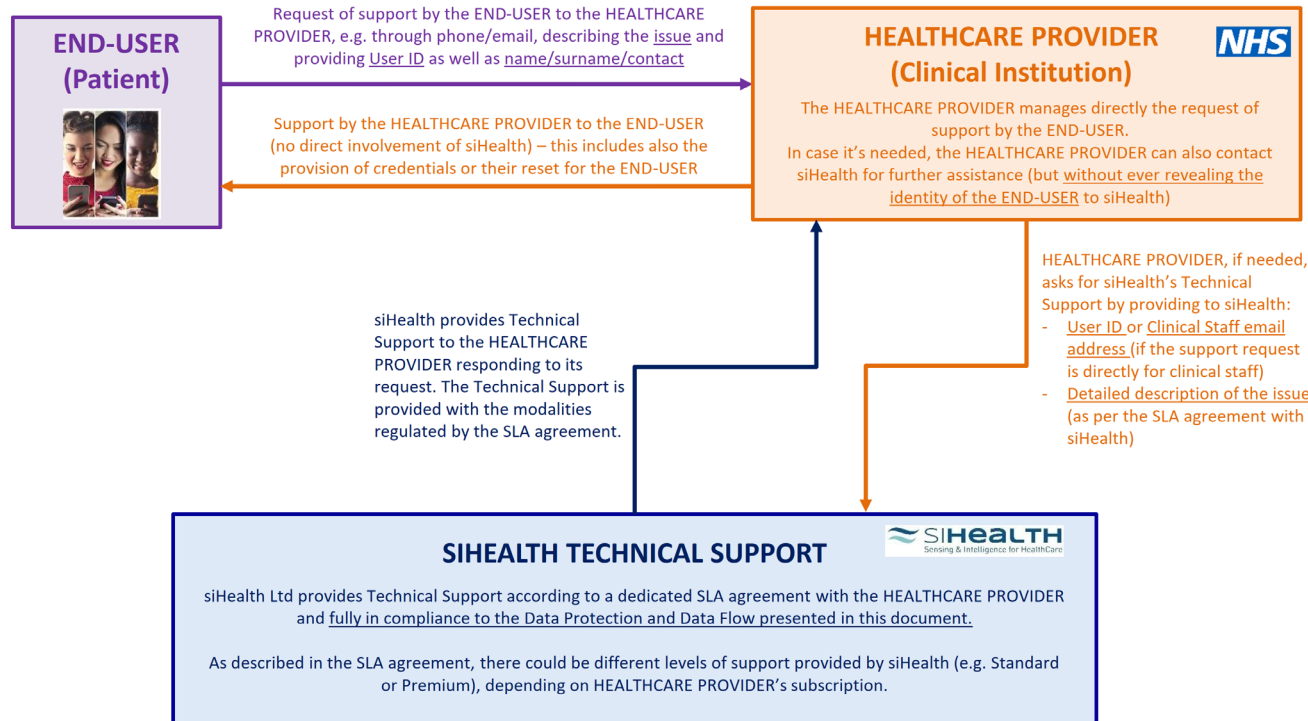 END-USER
(Patient)
Request of support by the END-USER to the HEALTHCARE
PROVIDER, e.g. through phone/email, describing the issue and
providing User ID as well as name/surname/contact
Support by the HEALTHCARE PROVIDER to the END-USER
(no direct involvement of siHealth) – this includes also the
provision of credentials or their reset for the END-USER
HEALTHCARE PROVIDER
(Clinical Institution)
NHS
The HEALTHCARE PROVIDER manages directly the request of
support by the END-USER.
In case it's needed, the HEALTHCARE PROVIDER can also contact
siHealth for further assistance (but without ever revealing the
identity of the END-USER to siHealth)
siHealth provides Technical
Support to the HEALTHCARE
PROVIDER responding to its
request. The Technical Support is
provided with the modalities
regulated by the SLA agreement.
HEALTHCARE PROVIDER, if needed,
asks for siHealth's Technical
Support by providing to siHealth:
- User ID or Clinical Staff email
address (if the support request
is directly for clinical staff)
- Detailed description of the issue
(as per the SLA agreement with
siHealth)
SIHEALTH TECHNICAL SUPPORT
SIHEALTH
Sensing & Intelligence for HealthCare
siHealth Ltd provides Technical Support according to a dedicated SLA agreement with the HEALTHCARE PROVIDER
and fully in compliance to the Data Protection and Data Flow presented in this document.
As described in the SLA agreement, there could be different levels of support provided by siHealth (e.g. Standard
or Premium), depending on HEALTHCARE PROVIDER's subscription.